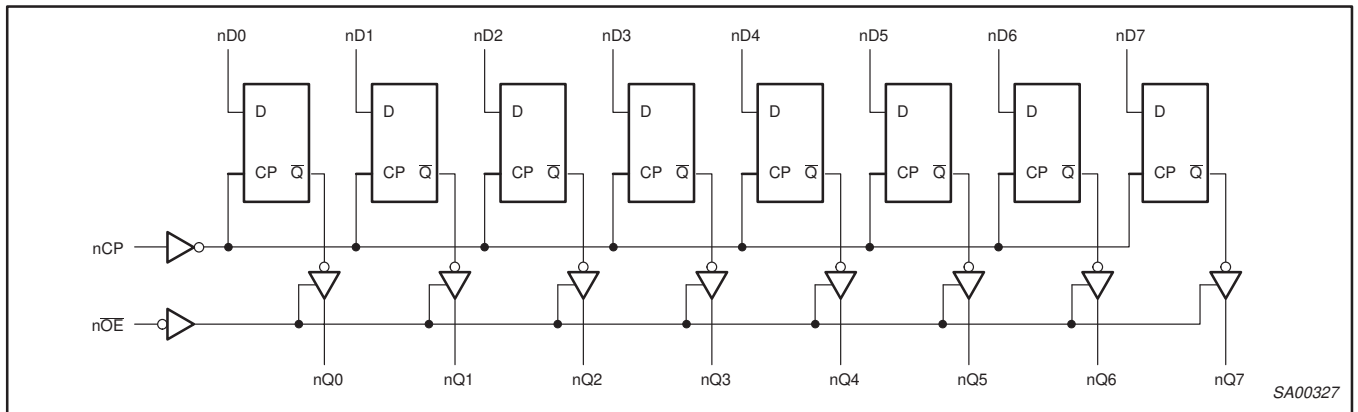 nD0 nD1 nD2 nD3 nD4 nD5 nD6 nD7
D D D D D D D D
CP Q̅ CP Q̅ CP Q̅ CP Q̅ CP Q̅ CP Q̅ CP Q̅ CP Q̅
nCP
nO̅E̅
nQ0 nQ1 nQ2 nQ3 nQ4 nQ5 nQ6 nQ7
SA00327